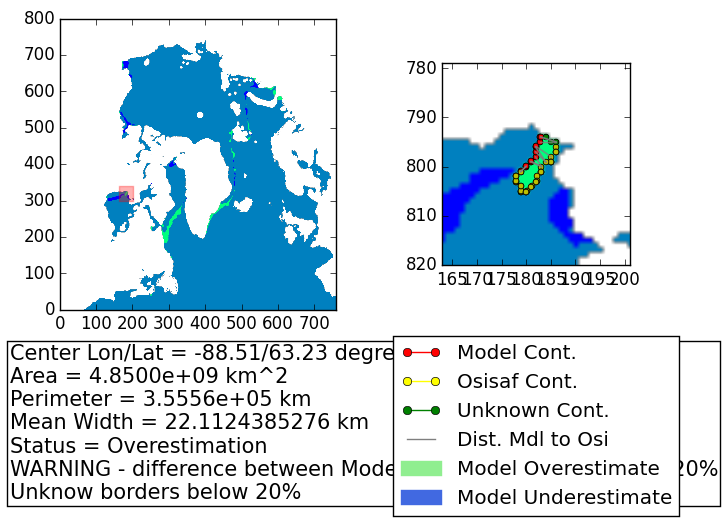 800
700
600
500
400
300
200
100
0
0 100 200 300 400 500 600 700
780
790
800
810
820
165 170 175 180 185 190 195 200
Center Lon/Lat = -88.51/63.23
Area = 4.8500e+09 km^2
Perimeter = 3.5556e+05 km
Mean Width = 22.1124385276 km
Status = Overestimation
WARNING - difference between 20%
Unknow borders below 20%
Model Cont.
Osisaf Cont.
Unknown Cont.
Dist. Mdl to Osi
Model Overestimate
Model Underestimate